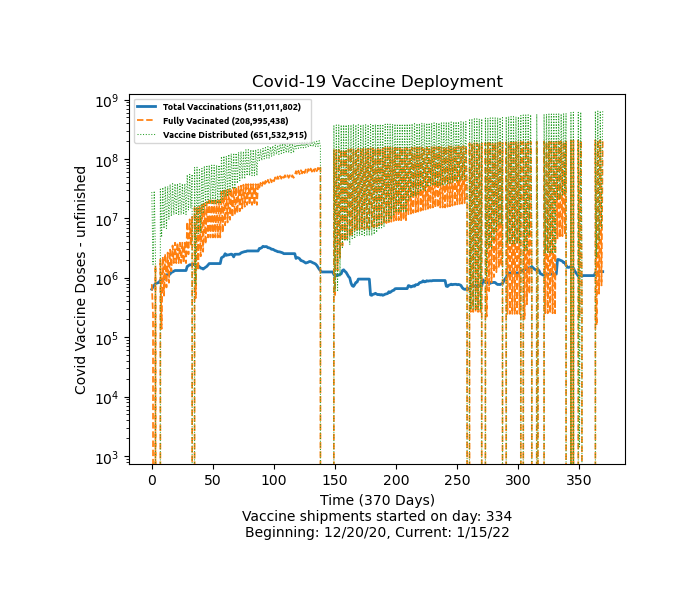 Covid-19 Vaccine Deployment
Total Vaccinations (511,011,802)
Fully Vacinated (208,995,438)
Vaccine Distributed (651,532,915)
Covid Vaccine Doses - unfinished
10⁹
10⁸
10⁷
10⁶
10⁵
10⁴
10³
0 50 100 150 200 250 300 350
Time (370 Days)
Vaccine shipments started on day: 334
Beginning: 12/20/20, Current: 1/15/22